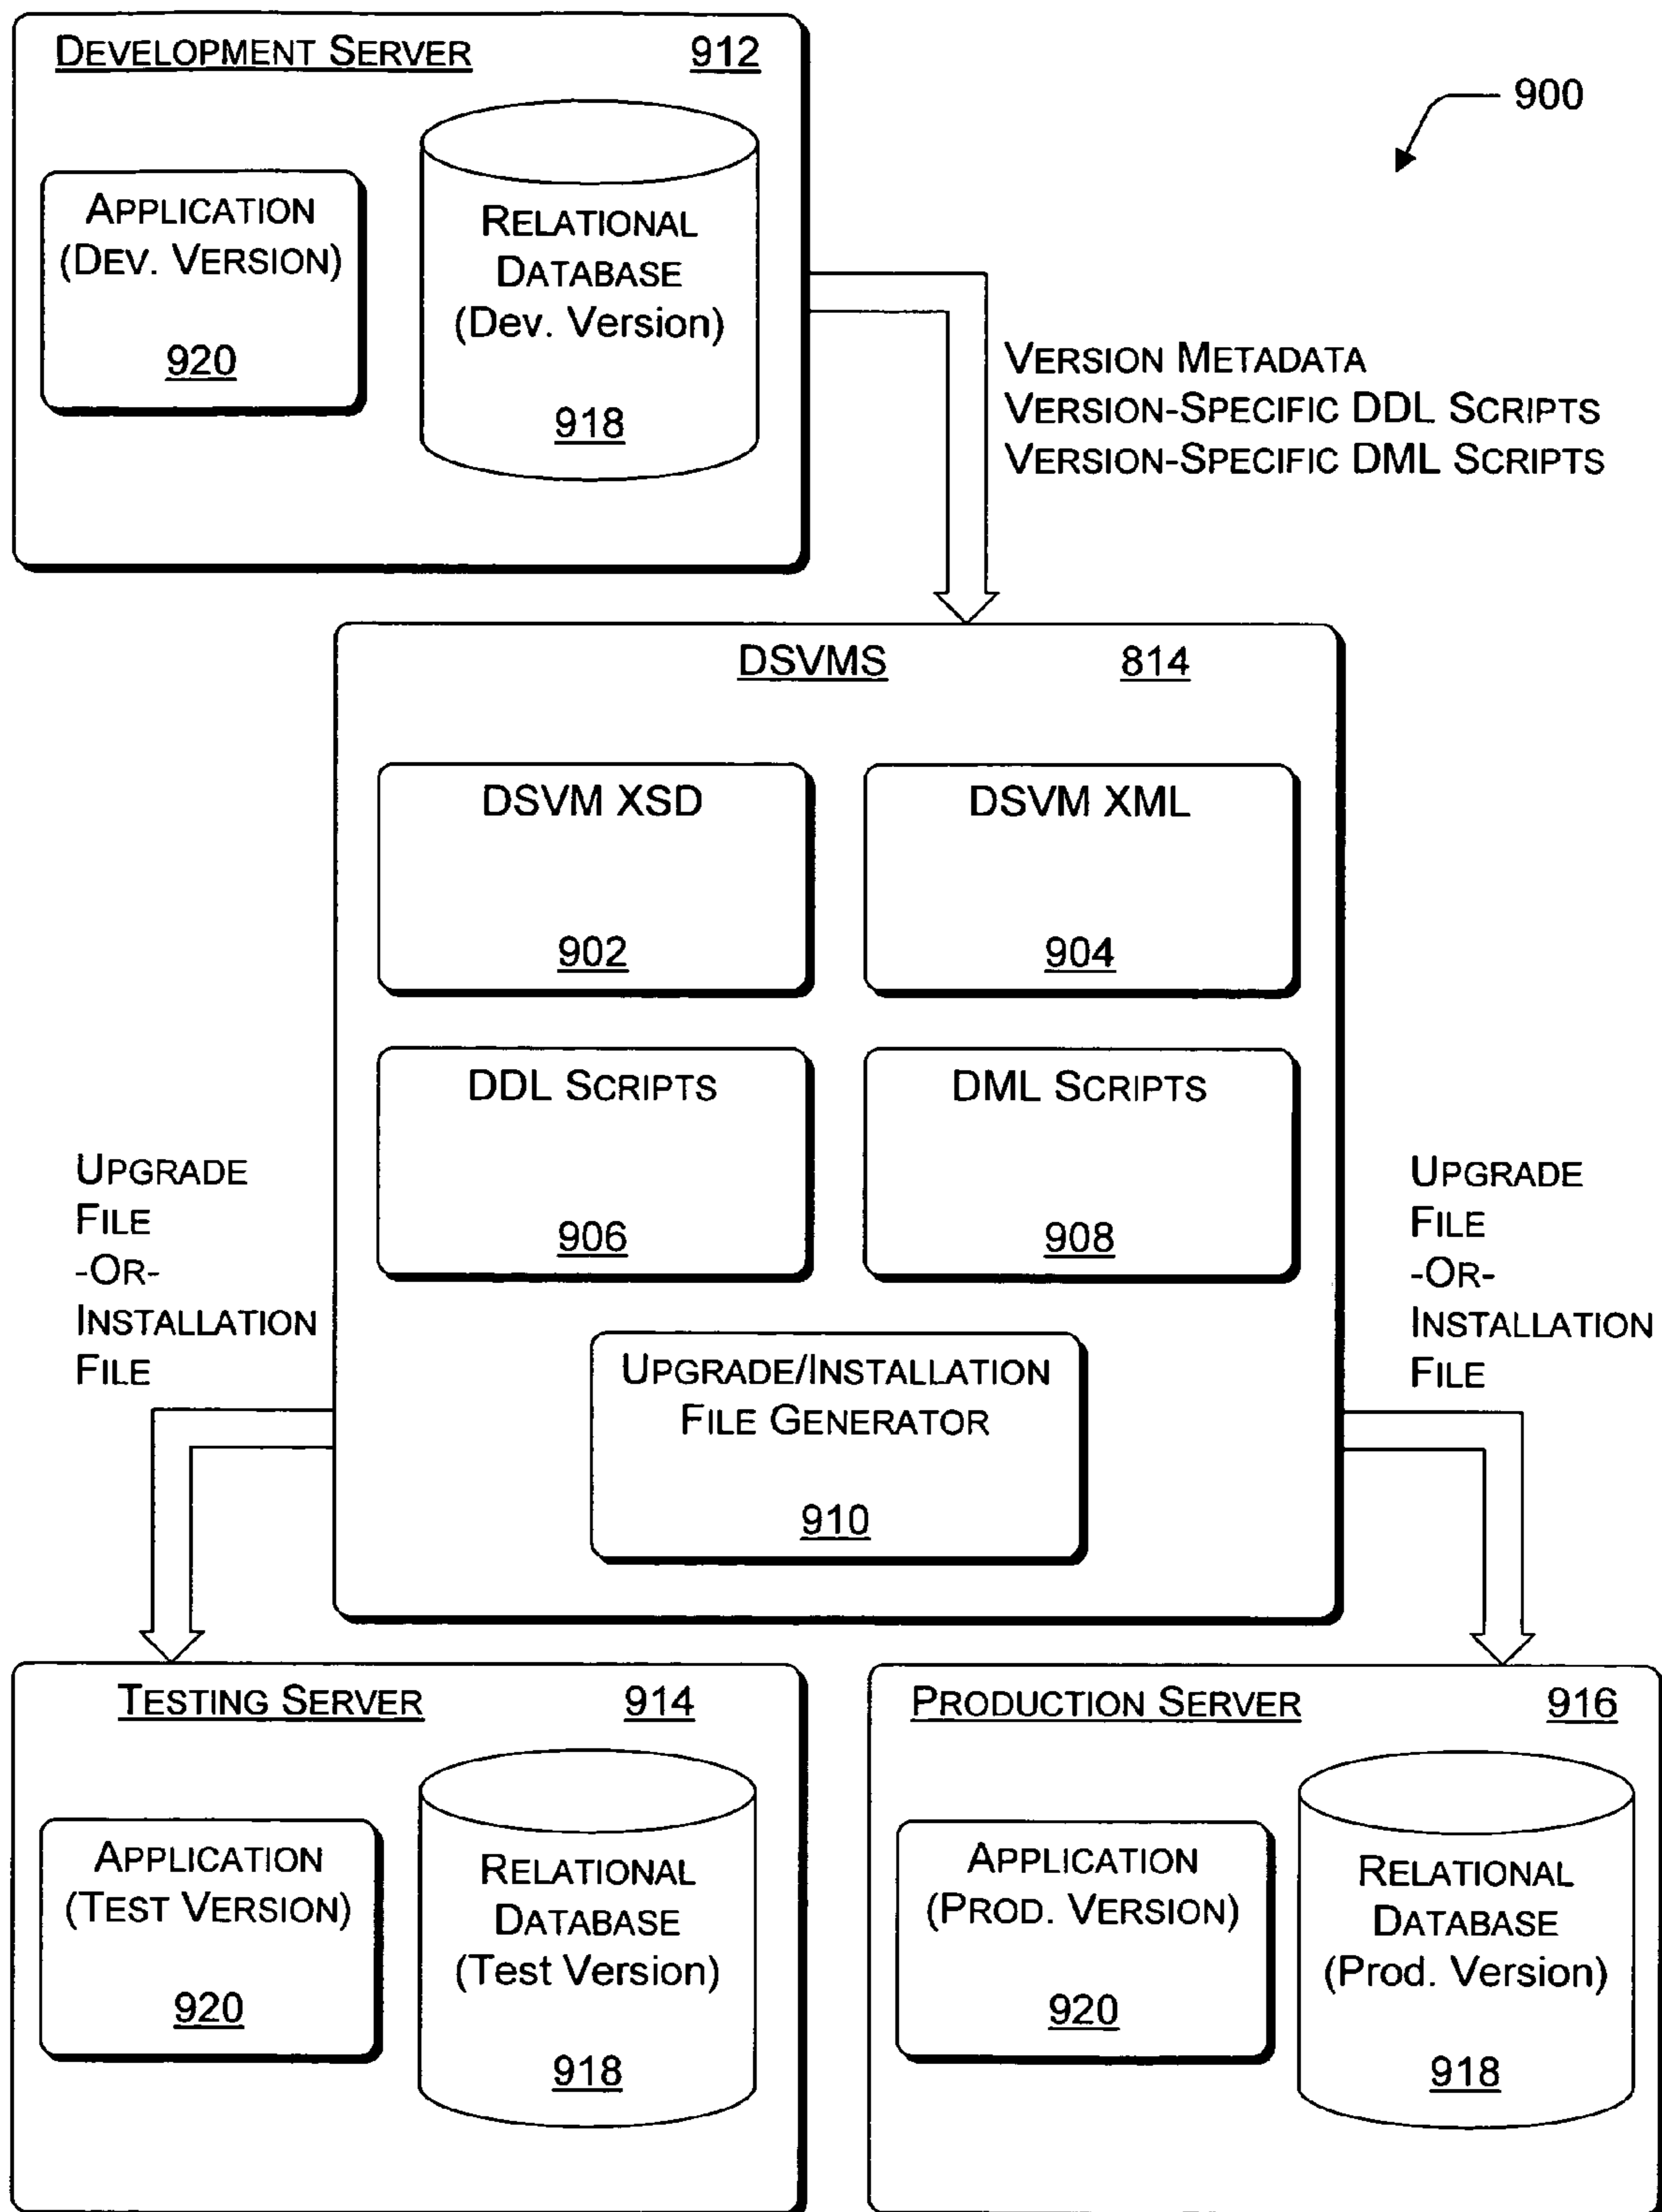 DEVELOPMENT SERVER 912
900
APPLICATION
(DEV. VERSION)
920
RELATIONAL
DATABASE
(Dev. Version)
918
VERSION METADATA
VERSION-SPECIFIC DDL SCRIPTS
VERSION-SPECIFIC DML SCRIPTS
DSVMS 814
DSVM XSD
902
DSVM XML
904
DDL SCRIPTS
906
DML SCRIPTS
908
UPGRADE
FILE
-OR-
INSTALLATION
FILE
UPGRADE/INSTALLATION
FILE GENERATOR
910
UPGRADE
FILE
-OR-
INSTALLATION
FILE
TESTING SERVER 914
APPLICATION
(TEST VERSION)
920
RELATIONAL
DATABASE
(Test Version)
918
PRODUCTION SERVER 916
APPLICATION
(PROD. VERSION)
920
RELATIONAL
DATABASE
(Prod. Version)
918